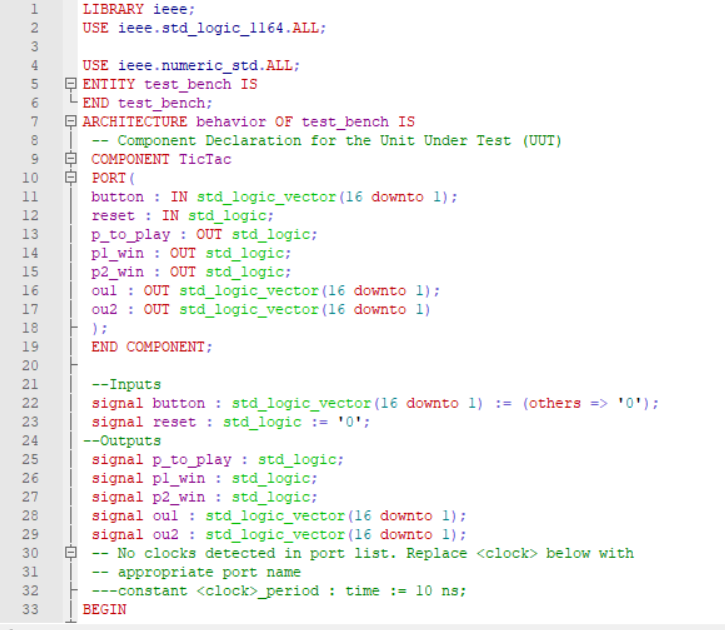 1 LIBRARY ieee;
2 USE ieee.std_logic_1164.ALL;
3
4 USE ieee.numeric_std.ALL;
5 ENTITY test_bench IS
6 END test_bench;
7 ARCHITECTURE behavior OF test_bench IS
8 -- Component Declaration for the Unit Under Test (UUT)
9 COMPONENT TicTac
10 PORT(
11 button : IN std_logic_vector(16 downto 1);
12 reset : IN std_logic;
13 p_to_play : OUT std_logic;
14 p1_win : OUT std_logic;
15 p2_win : OUT std_logic;
16 ou1 : OUT std_logic_vector(16 downto 1);
17 ou2 : OUT std_logic_vector(16 downto 1)
18 );
19 END COMPONENT;
20
21 --Inputs
22 signal button : std_logic_vector(16 downto 1) := (others => '0');
23 signal reset : std_logic := '0';
24 --Outputs
25 signal p_to_play : std_logic;
26 signal p1_win : std_logic;
27 signal p2_win : std_logic;
28 signal ou1 : std_logic_vector(16 downto 1);
29 signal ou2 : std_logic_vector(16 downto 1);
30 -- No clocks detected in port list. Replace <clock> below with
31 -- appropriate port name
32 ---constant <clock>_period : time := 10 ns;
33 BEGIN